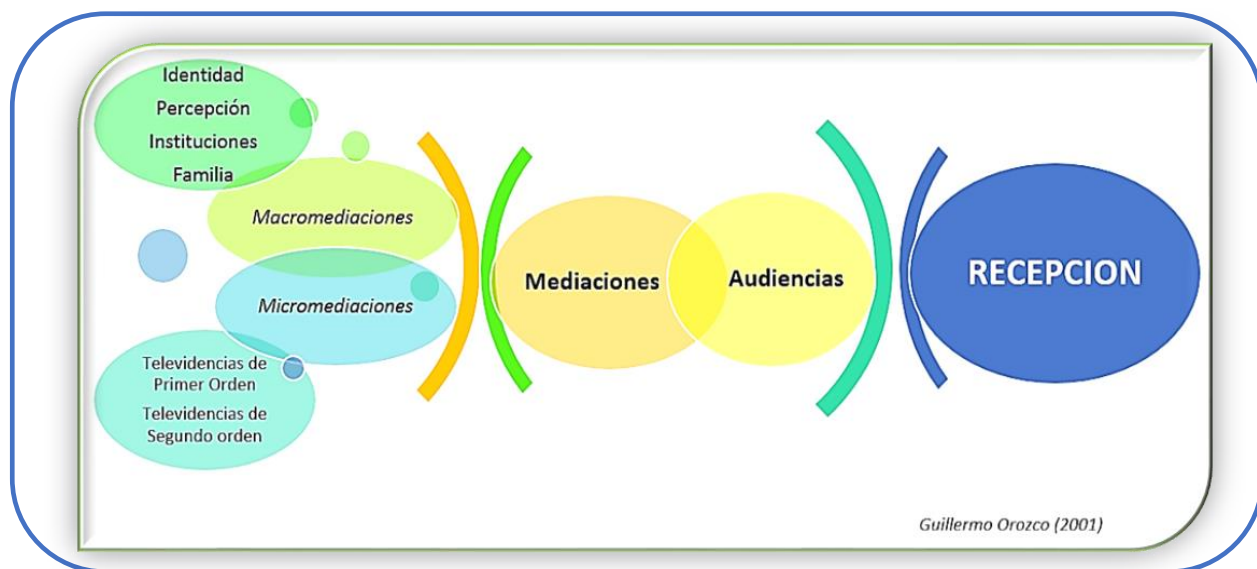 Identidad
Percepción
Instituciones
Familia
Macromediaciones
Micromediaciones
Televidencias de
Primer Orden
Televidencias de
Segundo orden
Mediaciones
Audiencias
RECEPCION
Guillermo Orozco (2001)